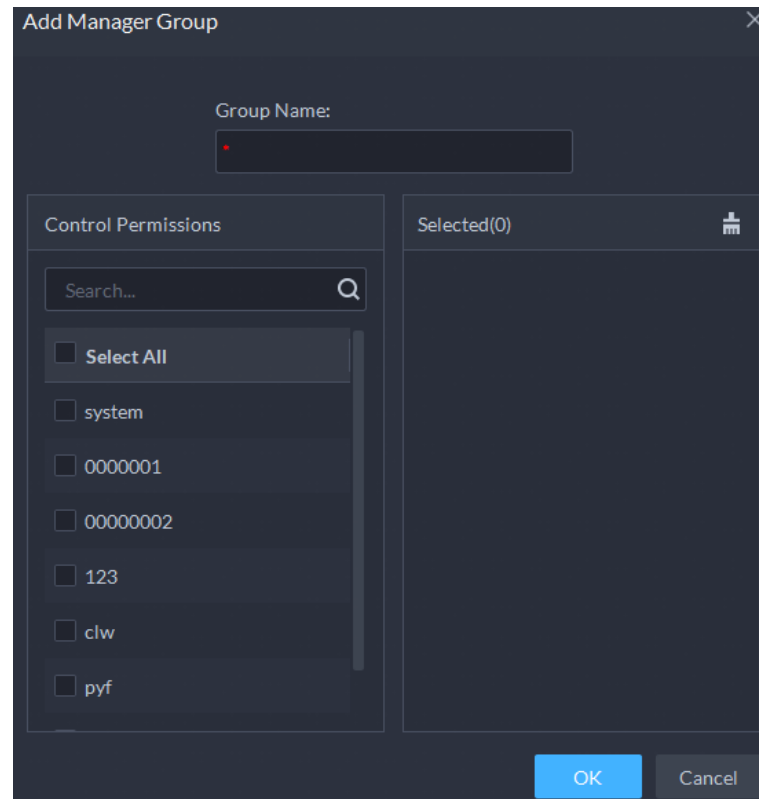 Add Manager Group
Group Name:
*
Control Permissions
Selected(0)
Search...
Select All
system
0000001
00000002
123
clw
pyf
OK
Cancel